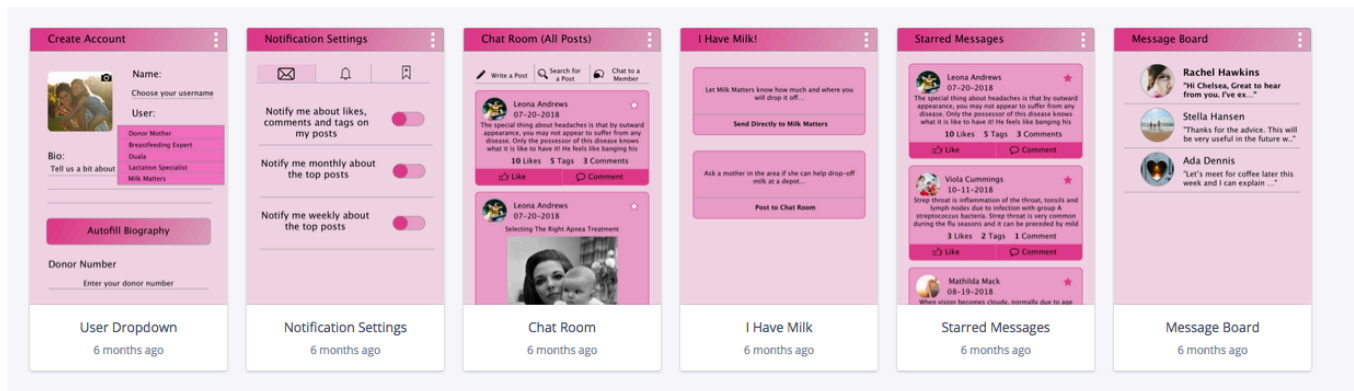 Create Account
Name:
Choose your username
User:
Donor Mother
Breastfeeding Expert
Duala
Lactation Specialist
Milk Matters
Bio:
Tell us a bit about
Autofill Biography
Donor Number
Enter your donor number
User Dropdown
6 months ago
Notification Settings
Notify me about likes,
comments and tags on
my posts
Notify me monthly about
the top posts
Notify me weekly about
the top posts
Notification Settings
6 months ago
Chat Room (All Posts)
Write a Post
Search for
a Post
Chat to a
Member
Leona Andrews
07-20-2018
The special thing about headaches is that by outward
appearance, you may not appear to suffer from any
disease. Only the possessor of this disease knows
what it is like to have it! He feels like banging his
10 Likes 5 Tags 3 Comments
Like
Comment
Leona Andrews
07-20-2018
Selecting The Right Apnea Treatment
Chat Room
6 months ago
I Have Milk!
Let Milk Matters know how much and where you
will drop it off...
Send Directly to Milk Matters
Ask a mother in the area if she can help drop-off
milk at a depot...
Post to Chat Room
I Have Milk
6 months ago
Starred Messages
Leona Andrews
07-20-2018
The special thing about headaches is that by outward
appearance, you may not appear to suffer from any
disease. Only the possessor of this disease knows
what it is like to have it! He feels like banging his
10 Likes 5 Tags 3 Comments
Like
Comment
Viola Cummings
10-11-2018
Strep throat is inflammation of the throat, tonsils and
lymph nodes due to infection with group A
streptococcus bacteria. Strep throat is very common
during the flu seasons and it can be preceded by mild
3 Likes 2 Tags 1 Comment
Like
Comment
Mathilda Mack
08-19-2018
When vision becomes cloudy, normally due to age
Starred Messages
6 months ago
Message Board
Rachel Hawkins
"Hi Chelsea, Great to hear
from you. I've ex..."
Stella Hansen
"Thanks for the advice. This will
be very useful in the future w.."
Ada Dennis
"Let's meet for coffee later this
week and I can explain ..."
Message Board
6 months ago